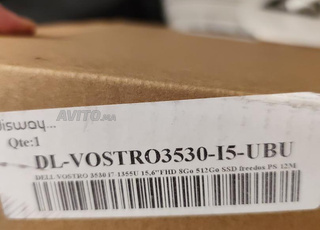 AVITO.ma
disway...
Qte:1
DL-VOSTRO3530-I5-UBU
DELL VOSTRO 3530 i7-1355U 15,6" FHD 8Go 512Go SSD freedos PS 12M